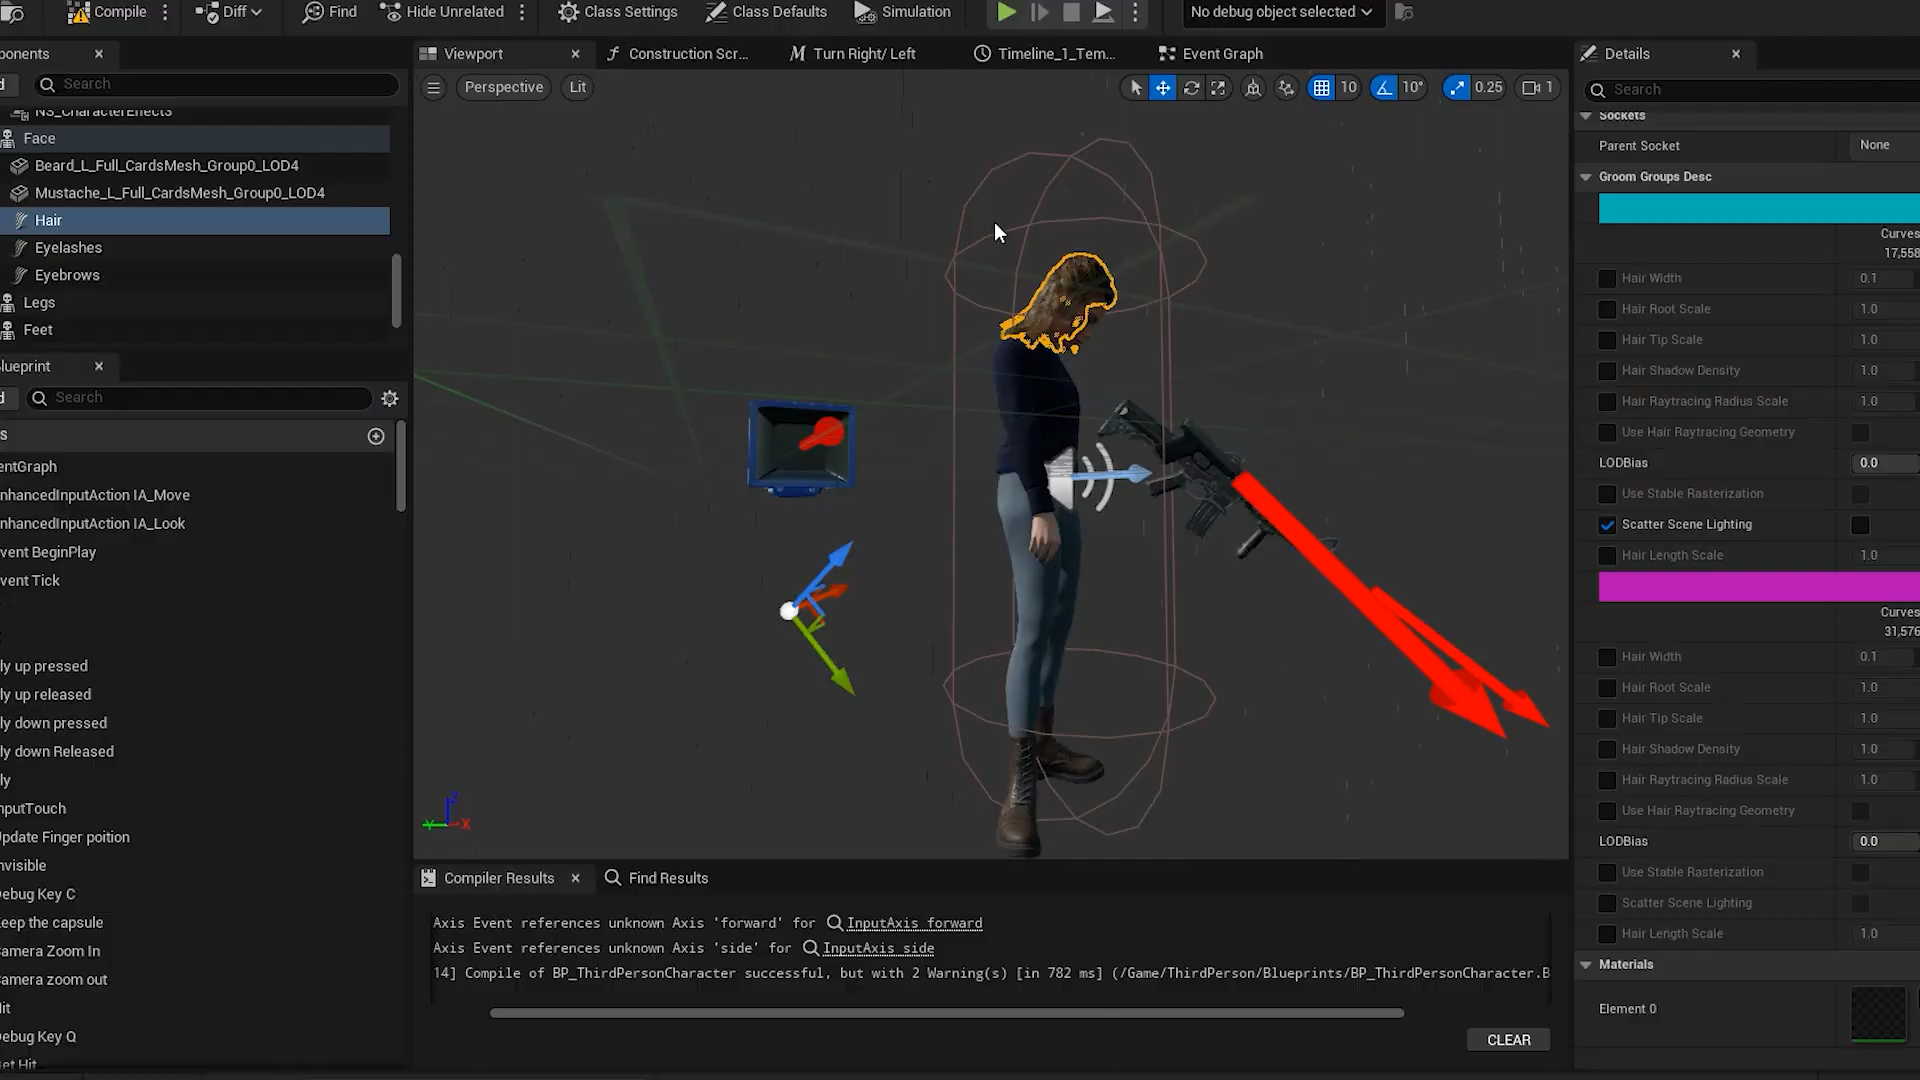 Compile
Diff
Find
Hide Unrelated
Class Settings
Class Defaults
Simulation
No debug object selected
ponents
Viewport
Construction Scr...
Turn Right/ Left
Timeline_1_Tem...
Event Graph
Details
Search
Perspective
Lit
10
10°
0.25
1
Search
NS_CharacterEffects
Face
Beard_L_Full_CardsMesh_Group0_LOD4
Mustache_L_Full_CardsMesh_Group0_LOD4
Hair
Eyelashes
Eyebrows
Legs
Feet
lueprint
Search
s
entGraph
nhancedInputAction IA_Move
nhancedInputAction IA_Look
vent BeginPlay
vent Tick
ly up pressed
ly up released
ly down pressed
ly down Released
ly
nputTouch
Update Finger poition
nvisible
Debug Key C
Keep the capsule
Camera Zoom In
Camera zoom out
Hit
Debug Key Q
et Hit
Z
Y X
Compiler Results
Find Results
Axis Event references unknown Axis 'forward' for InputAxis forward
Axis Event references unknown Axis 'side' for InputAxis side
14] Compile of BP_ThirdPersonCharacter successful, but with 2 Warning(s) [in 782 ms] (/Game/ThirdPerson/Blueprints/BP_ThirdPersonCharacter.B
CLEAR
Sockets
Parent Socket None
Groom Groups Desc
Curves
17,558
Hair Width 0.1
Hair Root Scale 1.0
Hair Tip Scale 1.0
Hair Shadow Density 1.0
Hair Raytracing Radius Scale 1.0
Use Hair Raytracing Geometry
LODBias 0.0
Use Stable Rasterization
Scatter Scene Lighting
Hair Length Scale 1.0
Curves
31,576
Hair Width 0.1
Hair Root Scale 1.0
Hair Tip Scale 1.0
Hair Shadow Density 1.0
Hair Raytracing Radius Scale 1.0
Use Hair Raytracing Geometry
LODBias 0.0
Use Stable Rasterization
Scatter Scene Lighting
Hair Length Scale 1.0
Materials
Element 0